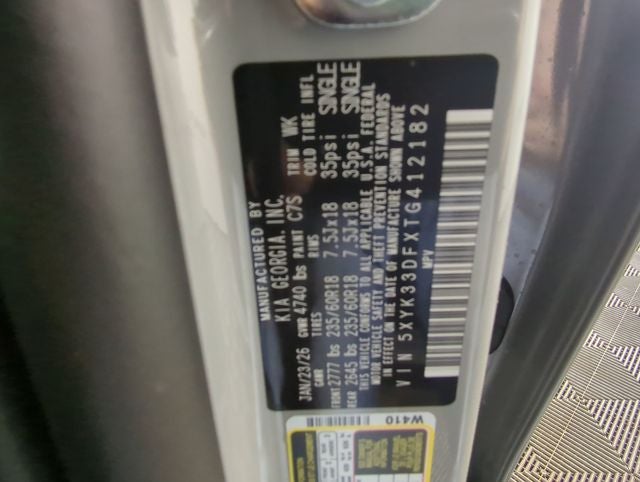 MANUFACTURED BY
KIA GEORGIA, INC.
JAN/23/26 GVWR 4740 lbs PAINT C7S TRIM WK
GAWR TIRES RIMS COLD TIRE INFL
FRONT 2777 lbs 235/60R18 7.5Jx18 35psi SINGLE
REAR 2645 lbs 235/60R18 7.5Jx18 35psi SINGLE
THIS VEHICLE CONFORMS TO ALL APPLICABLE U.S.A. FEDERAL
MOTOR VEHICLE SAFETY AND THEFT PREVENTION STANDARDS
IN EFFECT ON THE DATE OF MANUFACTURE SHOWN ABOVE
VIN 5XYK33DFXTG412182
MPV
W410